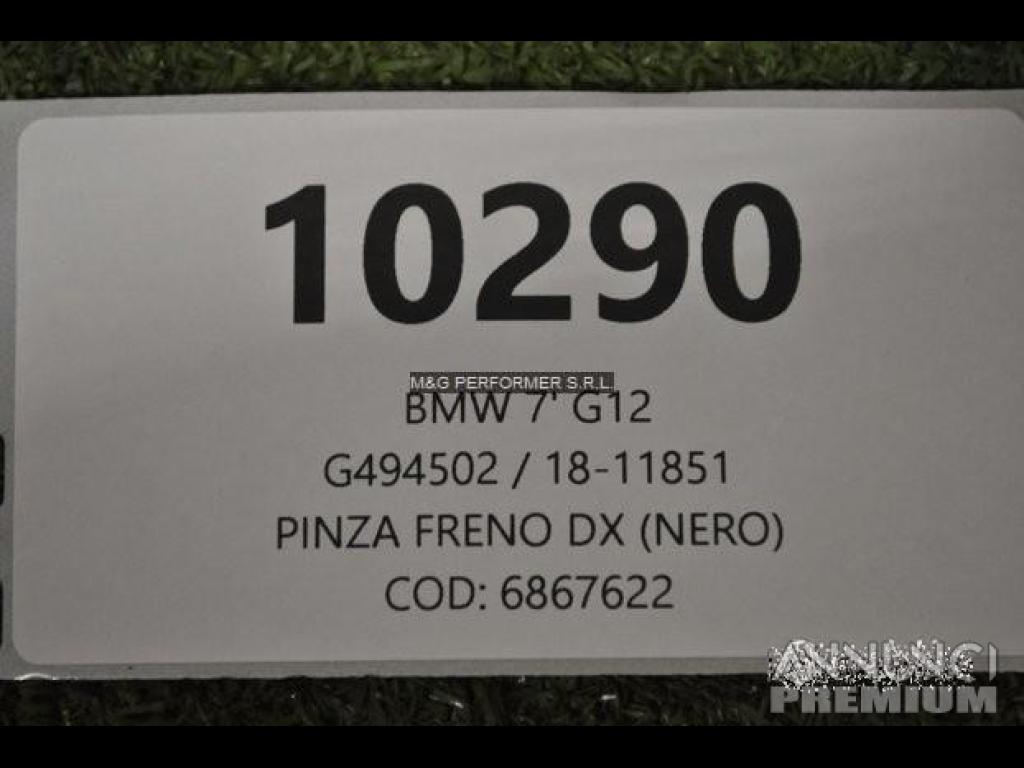 10290
M&G PERFORMER S.R.L.
BMW 7' G12
G494502 / 18-11851
PINZA FRENO DX (NERO)
COD: 6867622
ANNUNCI
PREMIUM